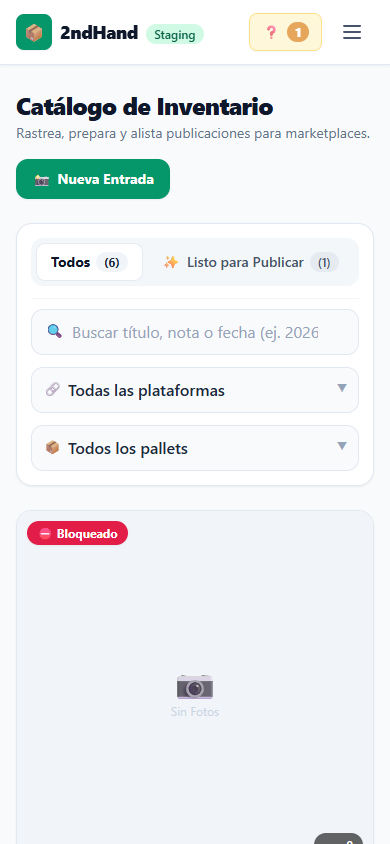 2ndHand Staging 1
Catálogo de Inventario
Rastrea, prepara y alista publicaciones para marketplaces.
Nueva Entrada
Todos (6) Listo para Publicar (1)
Buscar título, nota o fecha (ej. 2026
Todas las plataformas
Todos los pallets
Bloqueado
Sin Fotos